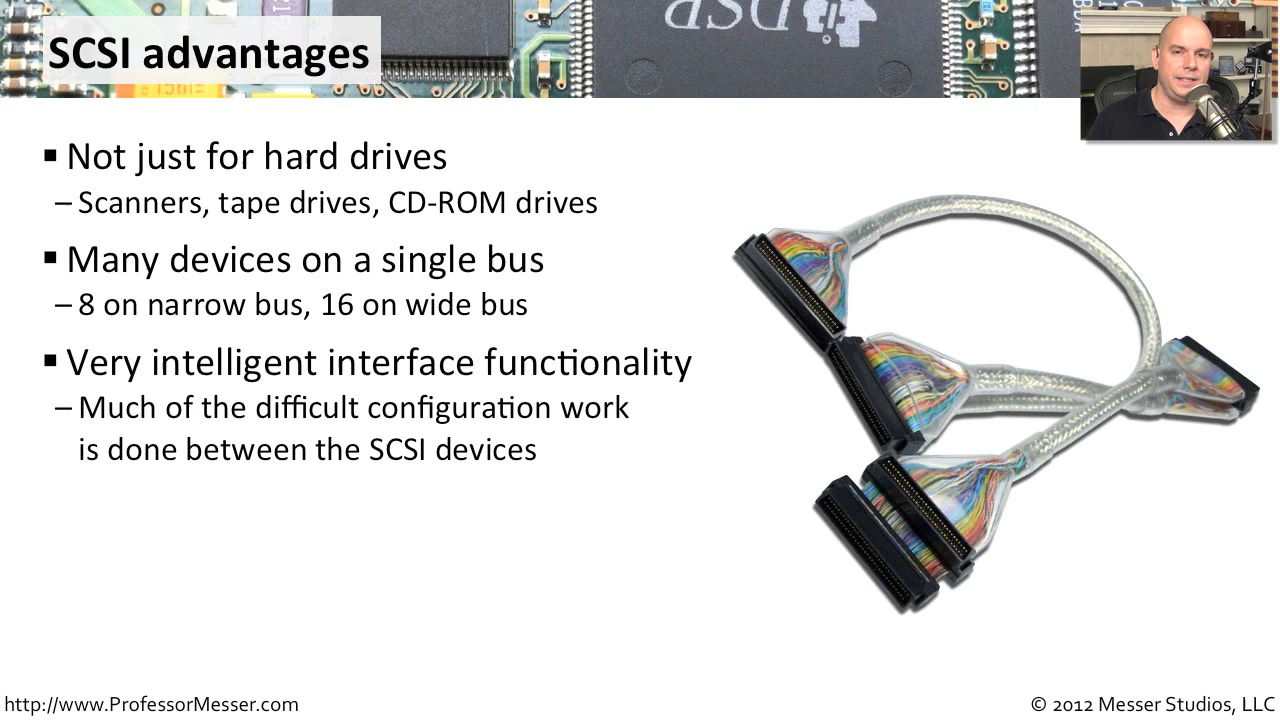 SCSI advantages
DSP
▪ Not just for hard drives
– Scanners, tape drives, CD-ROM drives
▪ Many devices on a single bus
– 8 on narrow bus, 16 on wide bus
▪ Very intelligent interface functionality
– Much of the difficult configuration work
is done between the SCSI devices
http://www.ProfessorMesser.com
© 2012 Messer Studios, LLC